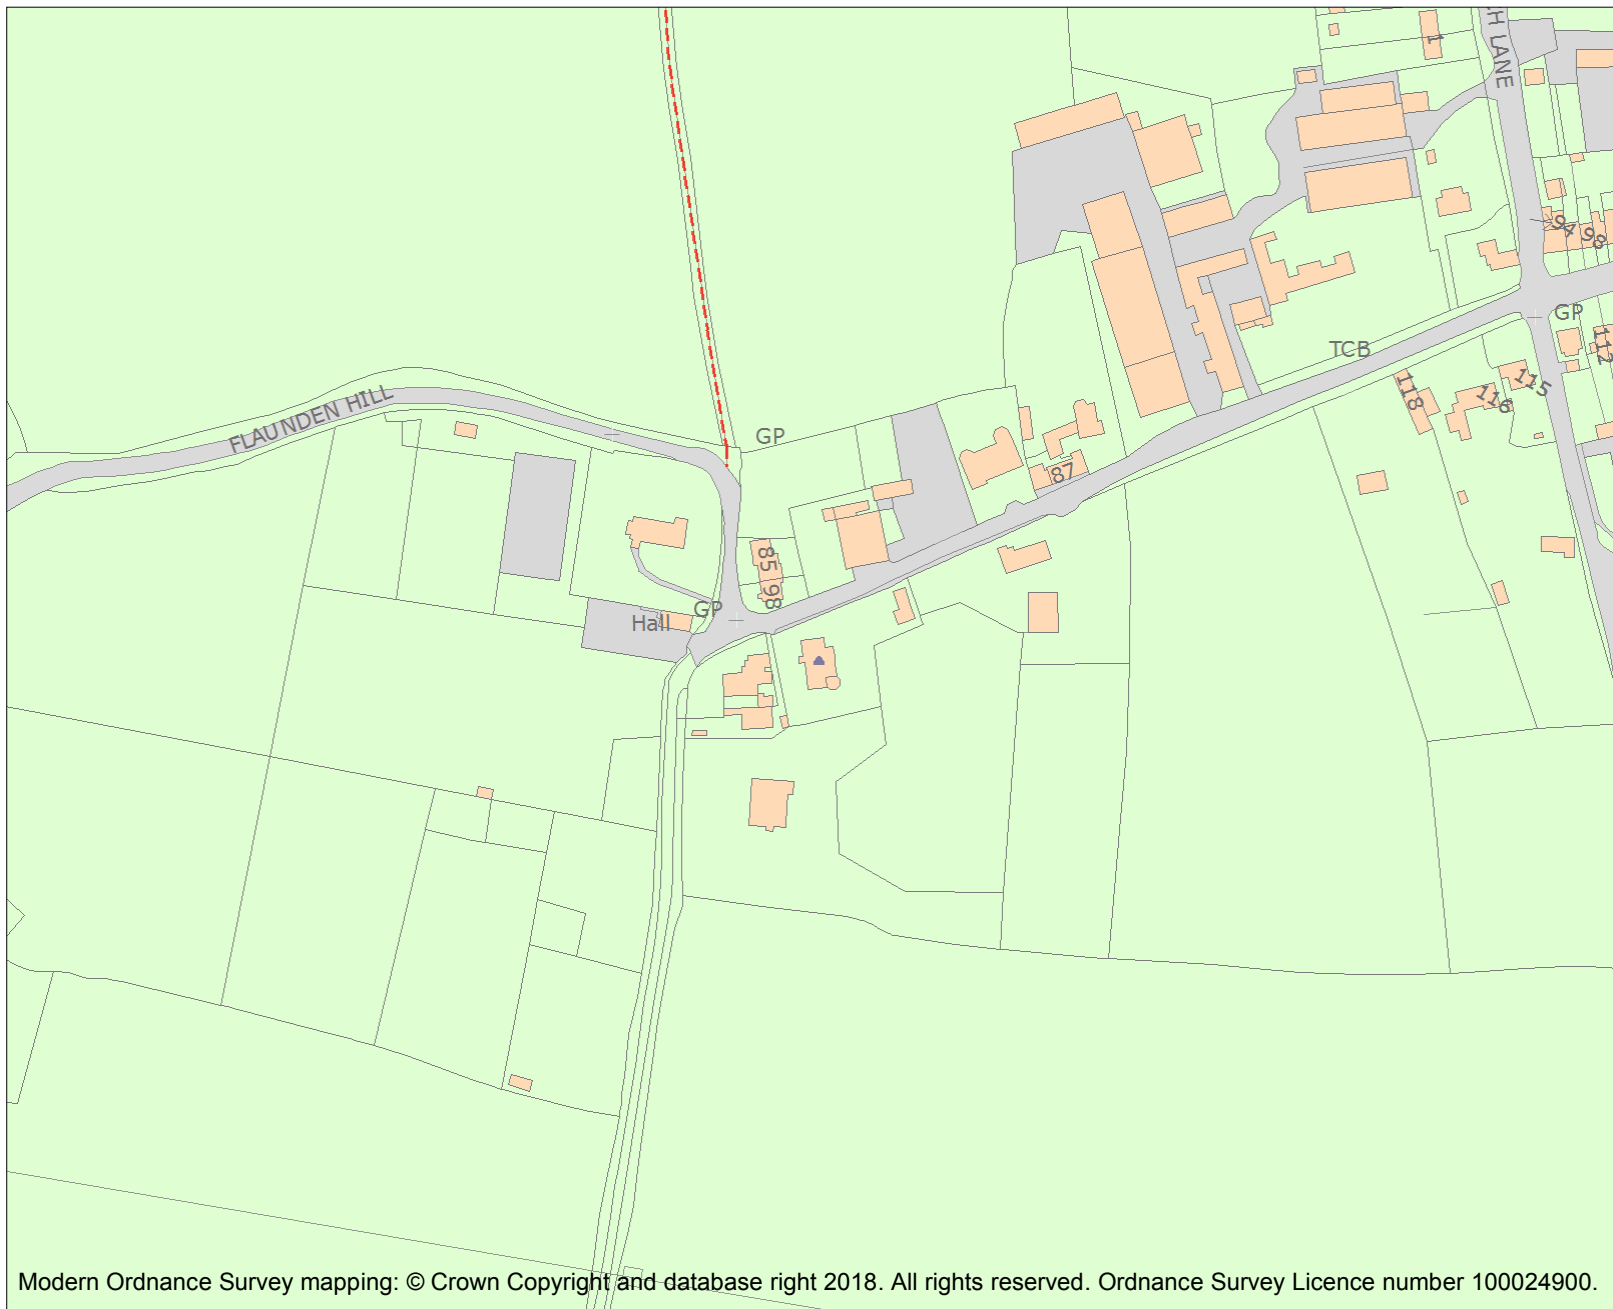 1
H LANE
94
98
GP
TCB
112
115
116
118
FLAUNDEN HILL
GP
87
85
86
GP
Hall
Modern Ordnance Survey mapping: © Crown Copyright and database right 2018. All rights reserved. Ordnance Survey Licence number 100024900.